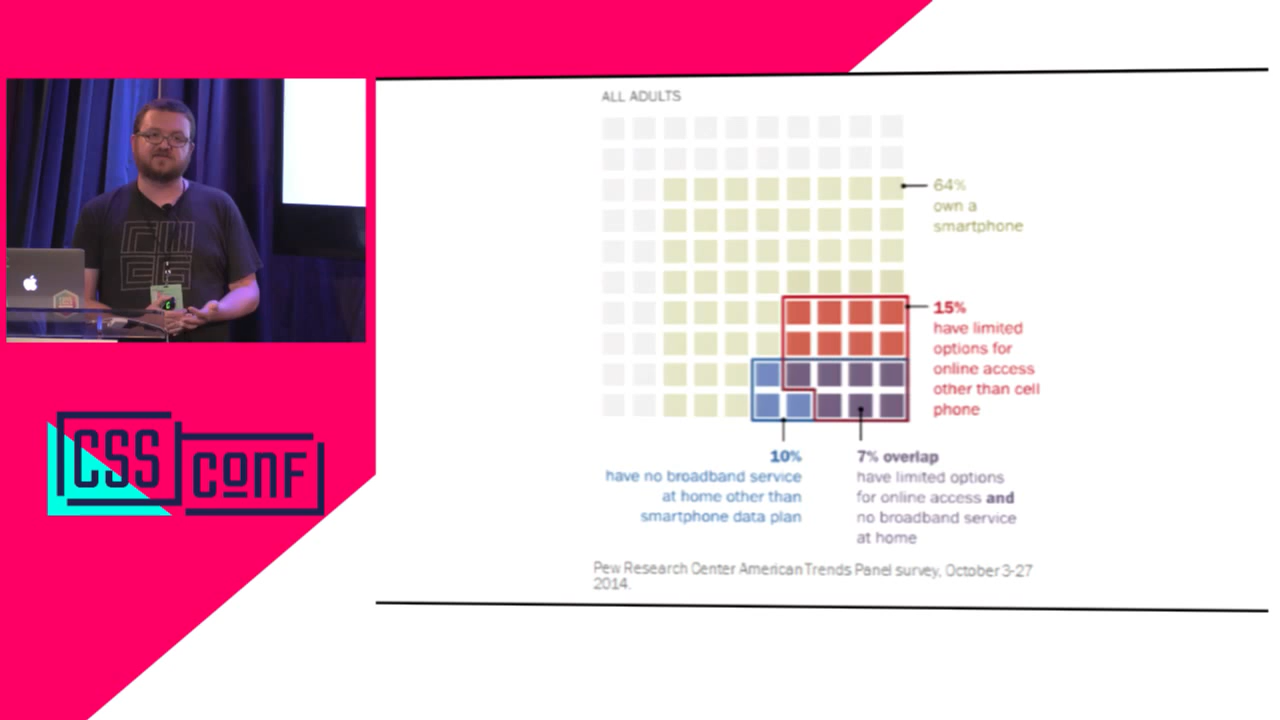 CSS
CONF
ALL ADULTS
64%
own a
smartphone
15%
have limited
options for
online access
other than cell
phone
10%
have no broadband service
at home other than
smartphone data plan
7% overlap
have limited options
for online access and
no broadband service
at home
Pew Research Center American Trends Panel survey, October 3-27
2014.